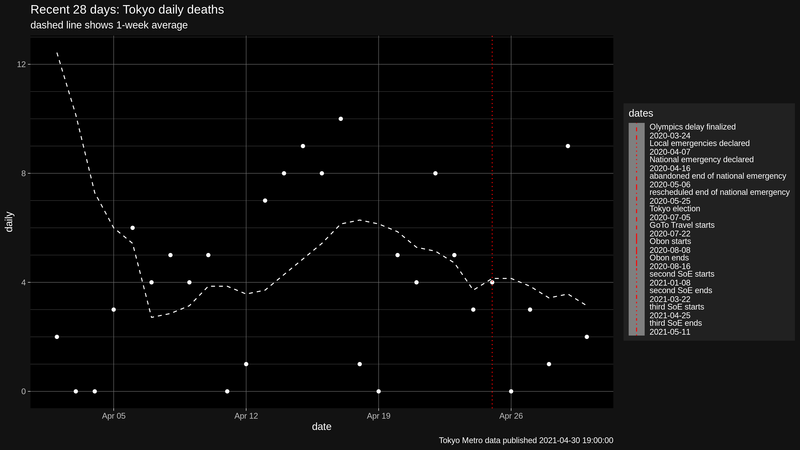 Recent 28 days: Tokyo daily deaths
dashed line shows 1-week average
12
8
4
0
daily
Apr 05
Apr 12
Apr 19
Apr 26
date
dates
Olympics delay finalized
2020-03-24
Local emergencies declared
2020-04-07
National emergency declared
2020-04-16
abandoned end of national emergency
2020-05-06
rescheduled end of national emergency
2020-05-25
Tokyo election
2020-07-05
GoTo Travel starts
2020-07-22
Obon starts
2020-08-08
Obon ends
2020-08-16
second SoE starts
2021-01-08
second SoE ends
2021-03-22
third SoE starts
2021-04-25
third SoE ends
2021-05-11
Tokyo Metro data published 2021-04-30 19:00:00